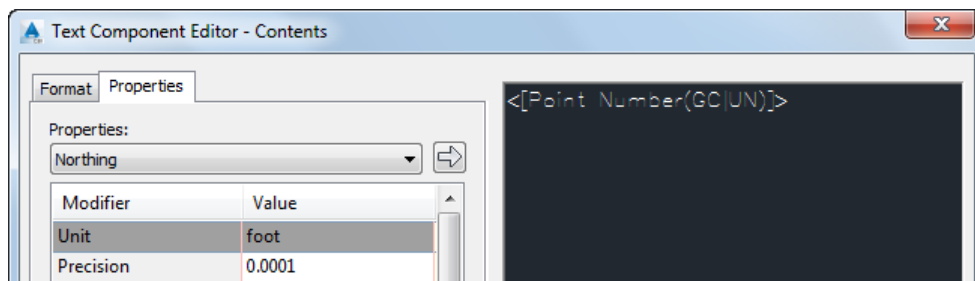 Text Component Editor - Contents
Format Properties
<[Point Number(GC|UN)]>
Properties:
Northing
Modifier Value
Unit foot
Precision 0.0001